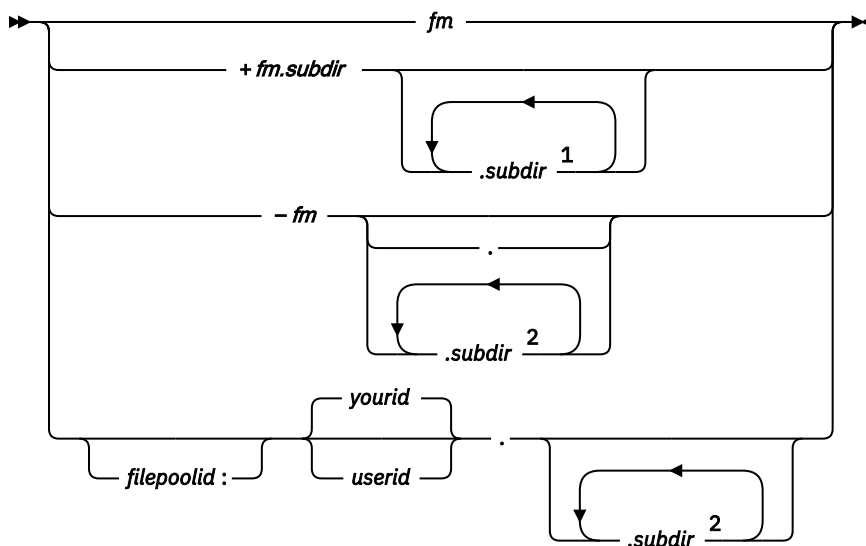 fm
+ fm.subdir
.subdir 1
– fm
.
.subdir 2
yourid
filepoolid : userid .
.subdir 2